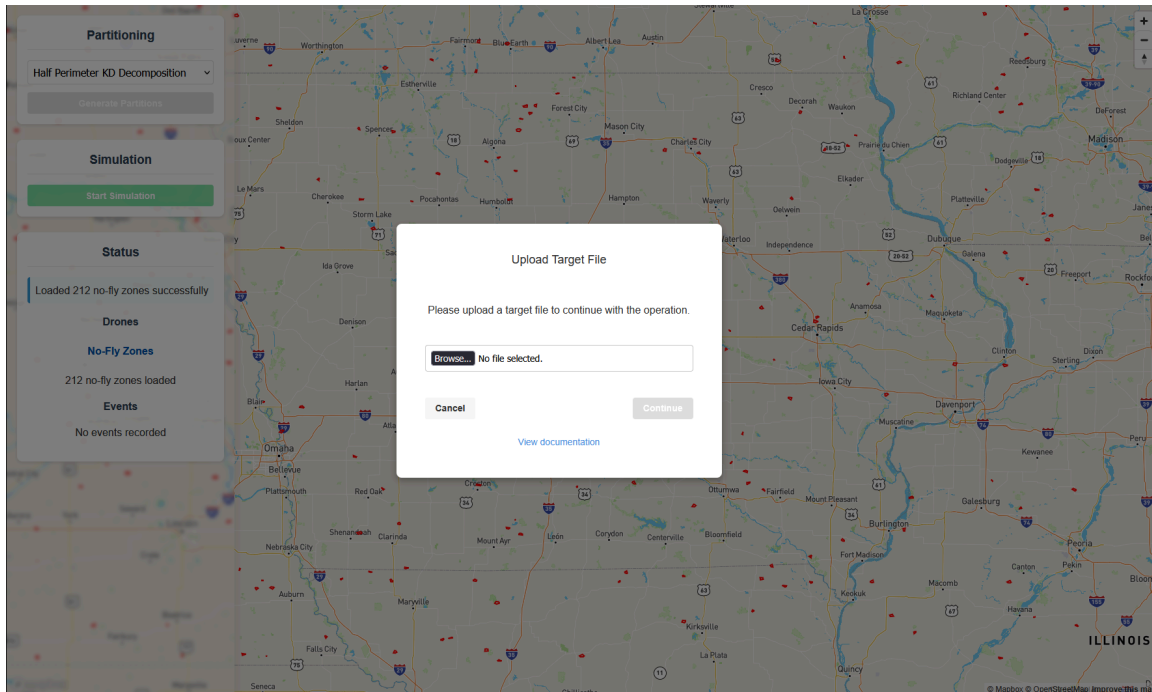 Partitioning
Half Perimeter KD Decomposition
Generate Partitions
Simulation
Start Simulation
Status
Loaded 212 no-fly zones successfully
Drones
No-Fly Zones
212 no-fly zones loaded
Events
No events recorded
Upload Target File
Please upload a target file to continue with the operation.
Browse... No file selected.
Cancel
Continue
View documentation
La Crosse
Worthington
Fairmont
Blue Earth
Albert Lea
Austin
Reedsburg
Estherville
Cresco
Decorah
Waukon
Richland Center
DeForest
Forest City
Sheldon
Spencer
Mason City
Sioux Center
Algona
Charles City
Prairie du Chien
Madison
Dodgeville
Elkader
Le Mars
Cherokee
Pocahontas
Humboldt
Hampton
Waverly
Oelwein
Platteville
Storm Lake
Waterloo
Independence
Dubuque
Galena
Freeport
Ida Grove
Denison
Anamosa
Maquoketa
Cedar Rapids
Clinton
Sterling
Dixon
Harlan
Iowa City
Davenport
Blair
Muscatine
Omaha
Kewanee
Peru
Bellevue
Creston
Plattsmouth
Red Oak
Ottumwa
Fairfield
Mount Pleasant
Galesburg
Burlington
Shenandoah
Clarinda
Mount Ayr
Leon
Corydon
Centerville
Bloomfield
Nebraska City
Fort Madison
Peoria
Canton
Pekin
Auburn
Maryville
Keokuk
Macomb
Havana
Kirksville
ILLINOIS
Falls City
La Plata
Quincy
Seneca
© Mapbox © OpenStreetMap Improve this map